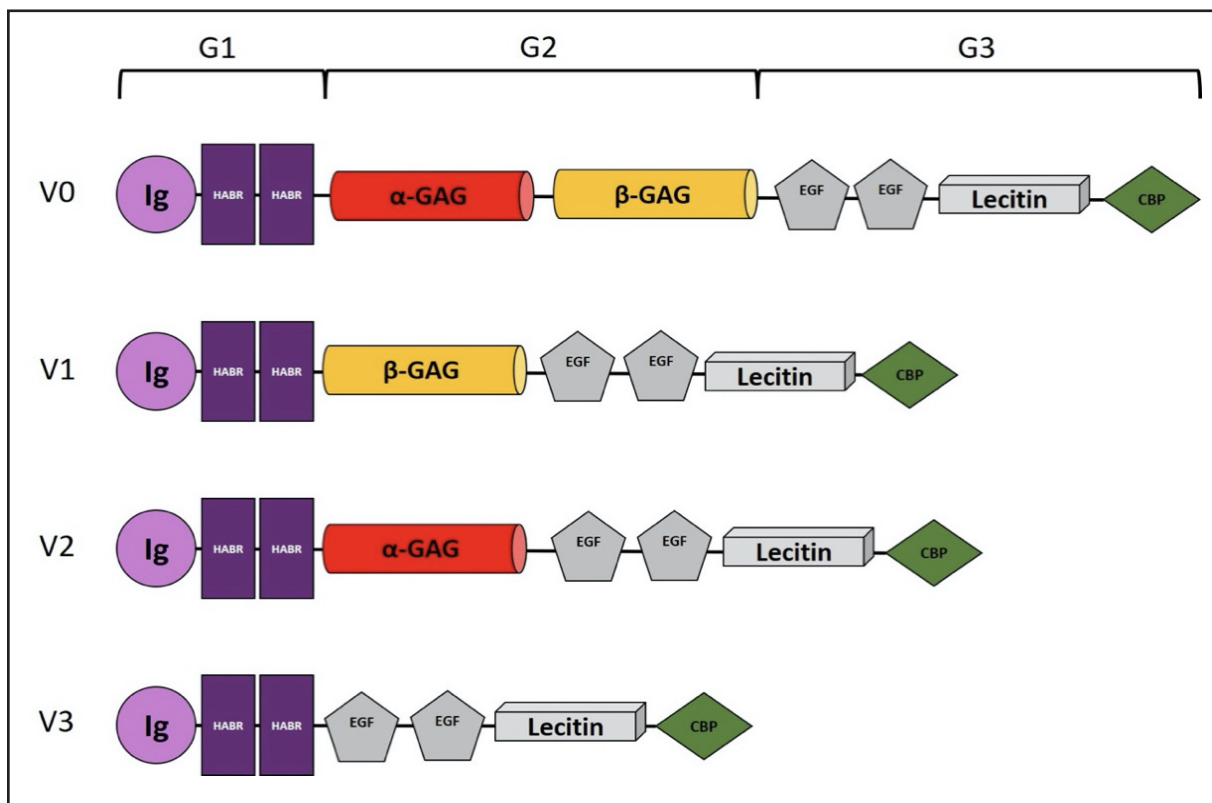 G1 G2 G3
V0 Ig HABR HABR α-GAG β-GAG EGF EGF Lecitin CBP
V1 Ig HABR HABR β-GAG EGF EGF Lecitin CBP
V2 Ig HABR HABR α-GAG EGF EGF Lecitin CBP
V3 Ig HABR HABR EGF EGF Lecitin CBP